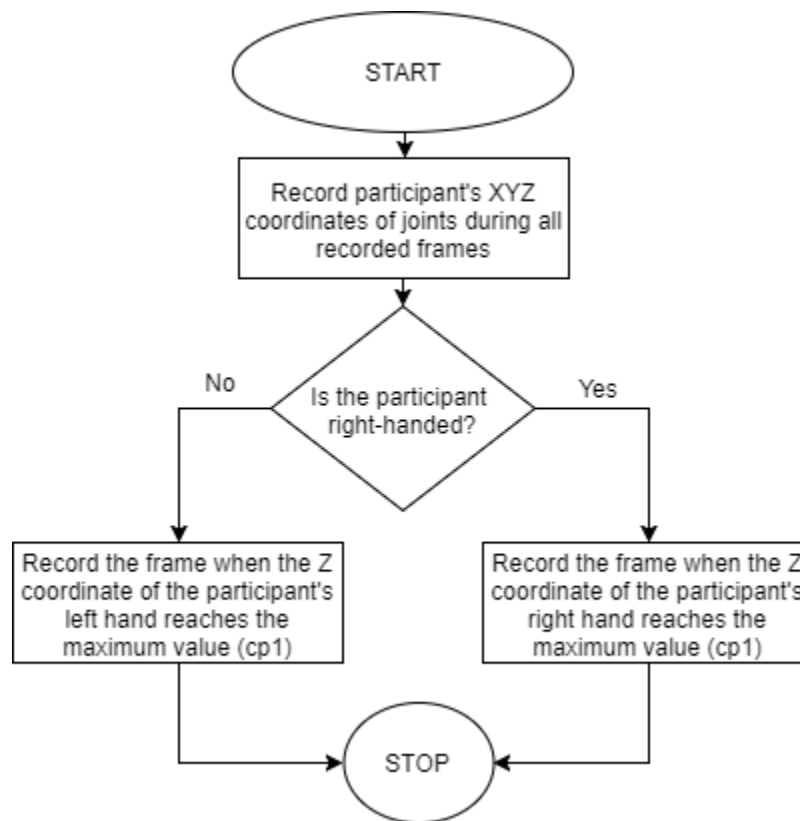 START
Record participant's XYZ
coordinates of joints during all
recorded frames
Is the participant
right-handed?
No
Yes
Record the frame when the Z
coordinate of the participant's
left hand reaches the
maximum value (cp1)
Record the frame when the Z
coordinate of the participant's
right hand reaches the
maximum value (cp1)
STOP